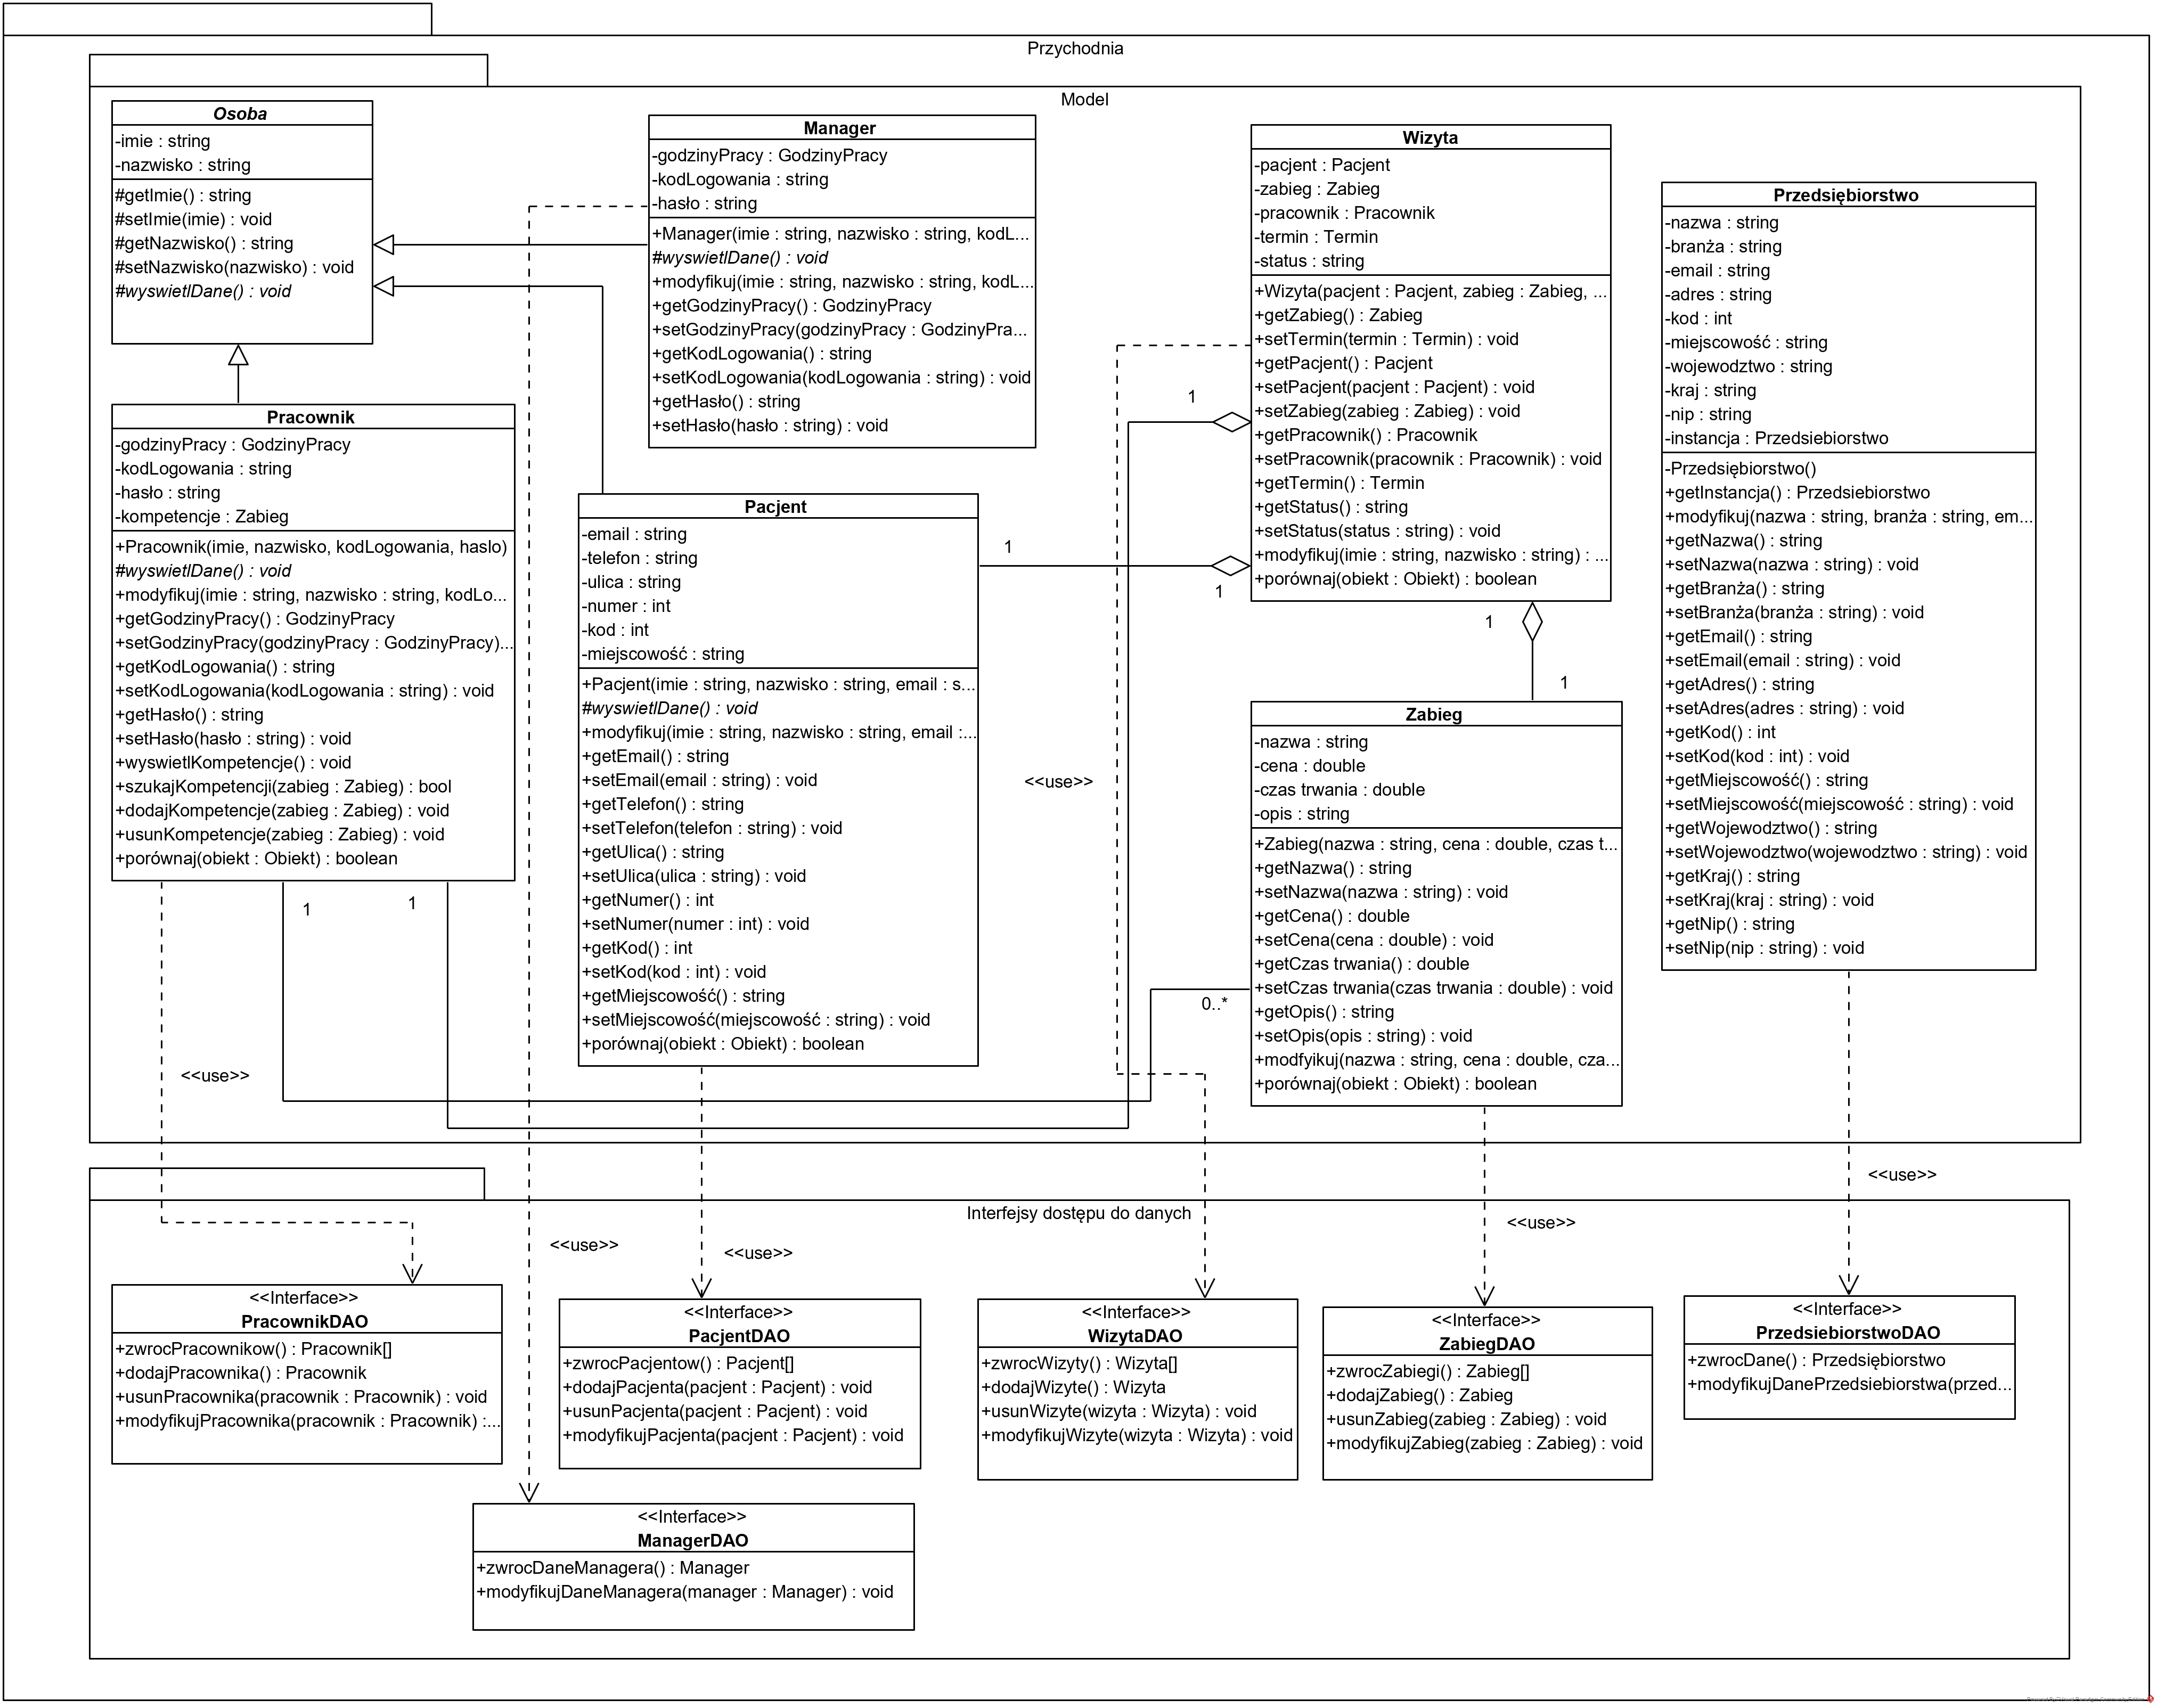 Przychodnia
Model
Osoba
-imie : string
-nazwisko : string
#getImie() : string
#setImie(imie) : void
#getNazwisko() : string
#setNazwisko(nazwisko) : void
#wyswietlDane() : void
Manager
-godzinyPracy : GodzinyPracy
-kodLogowania : string
-hasło : string
+Manager(imie : string, nazwisko : string, kodL...
#wyswietlDane() : void
+modyfikuj(imie : string, nazwisko : string, kodL...
+getGodzinyPracy() : GodzinyPracy
+setGodzinyPracy(godzinyPracy : GodzinyPra...
+getKodLogowania() : string
+setKodLogowania(kodLogowania : string) : void
+getHasło() : string
+setHasło(hasło : string) : void
Wizyta
-pacjent : Pacjent
-zabieg : Zabieg
-pracownik : Pracownik
-termin : Termin
-status : string
+Wizyta(pacjent : Pacjent, zabieg : Zabieg, ...
+getZabieg() : Zabieg
+setTermin(termin : Termin) : void
+getPacjent() : Pacjent
+setPacjent(pacjent : Pacjent) : void
+setZabieg(zabieg : Zabieg) : void
+getPracownik() : Pracownik
+setPracownik(pracownik : Pracownik) : void
+getTermin() : Termin
+getStatus() : string
+setStatus(status : string) : void
+modyfikuj(imie : string, nazwisko : string) : ...
+porównaj(obiekt : Obiekt) : boolean
Przedsiębiorstwo
-nazwa : string
-branża : string
-email : string
-adres : string
-kod : int
-miejscowość : string
-wojewodztwo : string
-kraj : string
-nip : string
-instancja : Przedsiebiorstwo
-Przedsiębiorstwo()
+getInstancja() : Przedsiebiorstwo
+modyfikuj(nazwa : string, branża : string, em...
+getNazwa() : string
+setNazwa(nazwa : string) : void
+getBranża() : string
+setBranża(branża : string) : void
+getEmail() : string
+setEmail(email : string) : void
+getAdres() : string
+setAdres(adres : string) : void
+getKod() : int
+setKod(kod : int) : void
+getMiejscowość() : string
+setMiejscowość(miejscowość : string) : void
+getWojewodztwo() : string
+setWojewodztwo(wojewodztwo : string) : void
+getKraj() : string
+setKraj(kraj : string) : void
+getNip() : string
+setNip(nip : string) : void
Pracownik
-godzinyPracy : GodzinyPracy
-kodLogowania : string
-hasło : string
-kompetencje : Zabieg
+Pracownik(imie, nazwisko, kodLogowania, haslo)
#wyswietlDane() : void
+modyfikuj(imie : string, nazwisko : string, kodLo...
+getGodzinyPracy() : GodzinyPracy
+setGodzinyPracy(godzinyPracy : GodzinyPracy)...
+getKodLogowania() : string
+setKodLogowania(kodLogowania : string) : void
+getHasło() : string
+setHasło(hasło : string) : void
+wyswietlKompetencje() : void
+szukajKompetencji(zabieg : Zabieg) : bool
+dodajKompetencje(zabieg : Zabieg) : void
+usunKompetencje(zabieg : Zabieg) : void
+porównaj(obiekt : Obiekt) : boolean
Pacjent
-email : string
-telefon : string
-ulica : string
-numer : int
-kod : int
-miejscowość : string
+Pacjent(imie : string, nazwisko : string, email : s...
#wyswietlDane() : void
+modyfikuj(imie : string, nazwisko : string, email :...
+getEmail() : string
+setEmail(email : string) : void
+getTelefon() : string
+setTelefon(telefon : string) : void
+getUlica() : string
+setUlica(ulica : string) : void
+getNumer() : int
+setNumer(numer : int) : void
+getKod() : int
+setKod(kod : int) : void
+getMiejscowość() : string
+setMiejscowość(miejscowość : string) : void
+porównaj(obiekt : Obiekt) : boolean
1
1
1
1
1
<<use>>
Zabieg
-nazwa : string
-cena : double
-czas trwania : double
-opis : string
+Zabieg(nazwa : string, cena : double, czas t...
+getNazwa() : string
+setNazwa(nazwa : string) : void
+getCena() : double
+setCena(cena : double) : void
+getCzas trwania() : double
+setCzas trwania(czas trwania : double) : void
+getOpis() : string
+setOpis(opis : string) : void
+modfyikuj(nazwa : string, cena : double, cza...
+porównaj(obiekt : Obiekt) : boolean
1
1
0..*
<<use>>
<<use>>
Interfejsy dostępu do danych
<<use>>
<<use>>
<<use>>
<<Interface>>
PracownikDAO
+zwrocPracownikow() : Pracownik[]
+dodajPracownika() : Pracownik
+usunPracownika(pracownik : Pracownik) : void
+modyfikujPracownika(pracownik : Pracownik) :...
<<Interface>>
PacjentDAO
+zwrocPacjentow() : Pacjent[]
+dodajPacjenta(pacjent : Pacjent) : void
+usunPacjenta(pacjent : Pacjent) : void
+modyfikujPacjenta(pacjent : Pacjent) : void
<<Interface>>
WizytaDAO
+zwrocWizyty() : Wizyta[]
+dodajWizyte() : Wizyta
+usunWizyte(wizyta : Wizyta) : void
+modyfikujWizyte(wizyta : Wizyta) : void
<<Interface>>
ZabiegDAO
+zwrocZabiegi() : Zabieg[]
+dodajZabieg() : Zabieg
+usunZabieg(zabieg : Zabieg) : void
+modyfikujZabieg(zabieg : Zabieg) : void
<<Interface>>
PrzedsiebiorstwoDAO
+zwrocDane() : Przedsiębiorstwo
+modyfikujDanePrzedsiebiorstwa(przed...
<<Interface>>
ManagerDAO
+zwrocDaneManagera() : Manager
+modyfikujDaneManagera(manager : Manager) : void